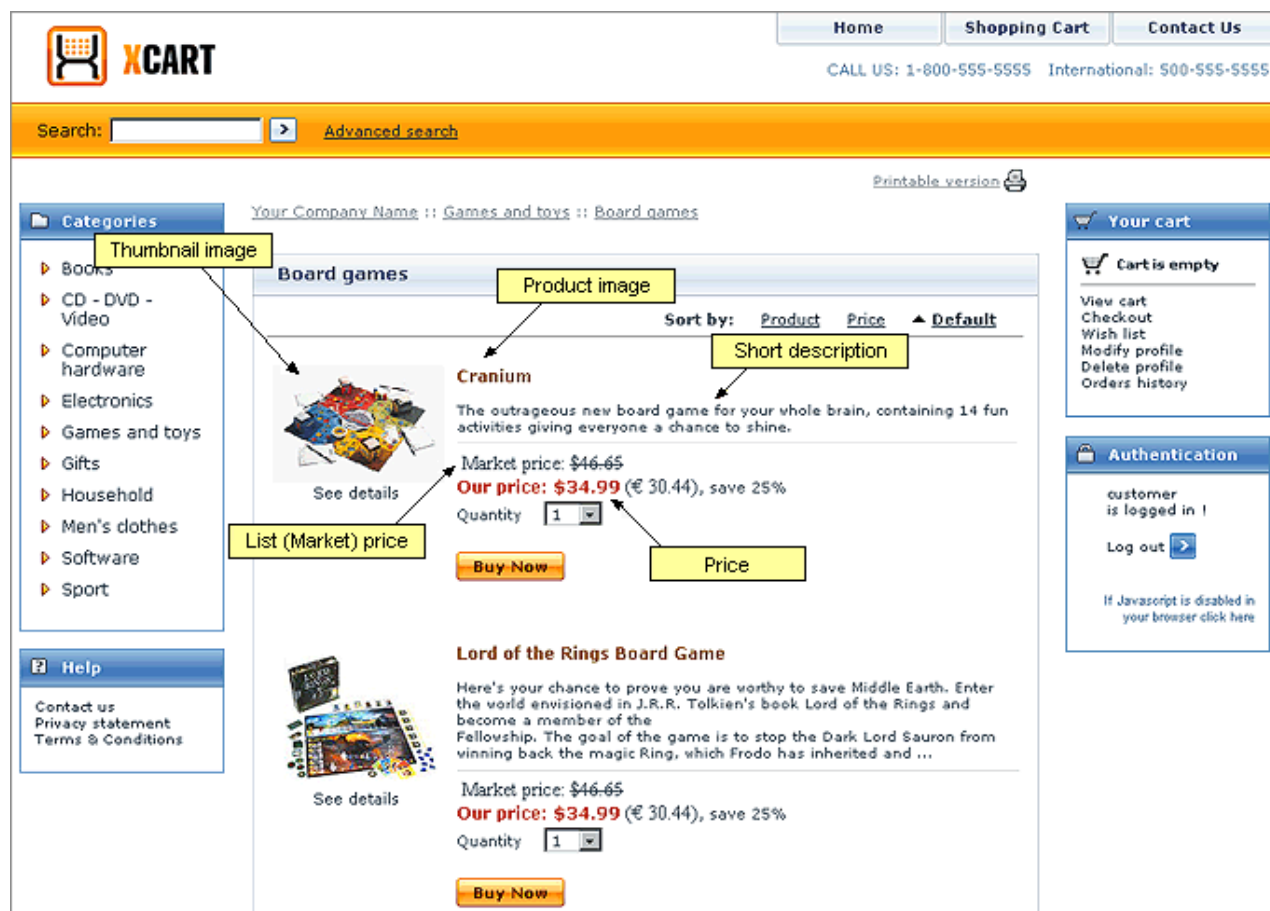 XCART
Home
Shopping Cart
Contact Us
CALL US: 1-800-555-5555 International: 500-555-5555
Search:
Advanced search
Printable version
Categories
Books
CD - DVD -
Video
Computer
hardware
Electronics
Games and toys
Gifts
Household
Men's clothes
Software
Sport
Help
Contact us
Privacy statement
Terms & Conditions
Your Company Name :: Games and toys :: Board games
Thumbnail image
Board games
Product image
Sort by: Product Price Default
Short description
Cranium
The outrageous new board game for your whole brain, containing 14 fun
activities giving everyone a chance to shine.
See details
Market price: $46.65
Our price: $34.99 (€ 30.44), save 25%
Quantity 1
List (Market) price
Price
Buy Now
Lord of the Rings Board Game
Here's your chance to prove you are worthy to save Middle Earth. Enter
the world envisioned in J.R.R. Tolkien's book Lord of the Rings and
become a member of the
Fellowship. The goal of the game is to stop the Dark Lord Sauron from
winning back the magic Ring, which Frodo has inherited and ...
See details
Market price: $46.65
Our price: $34.99 (€ 30.44), save 25%
Quantity 1
Buy Now
Your cart
Cart is empty
View cart
Checkout
Wish list
Modify profile
Delete profile
Orders history
Authentication
customer
is logged in !
Log out
If Javascript is disabled in
your browser click here